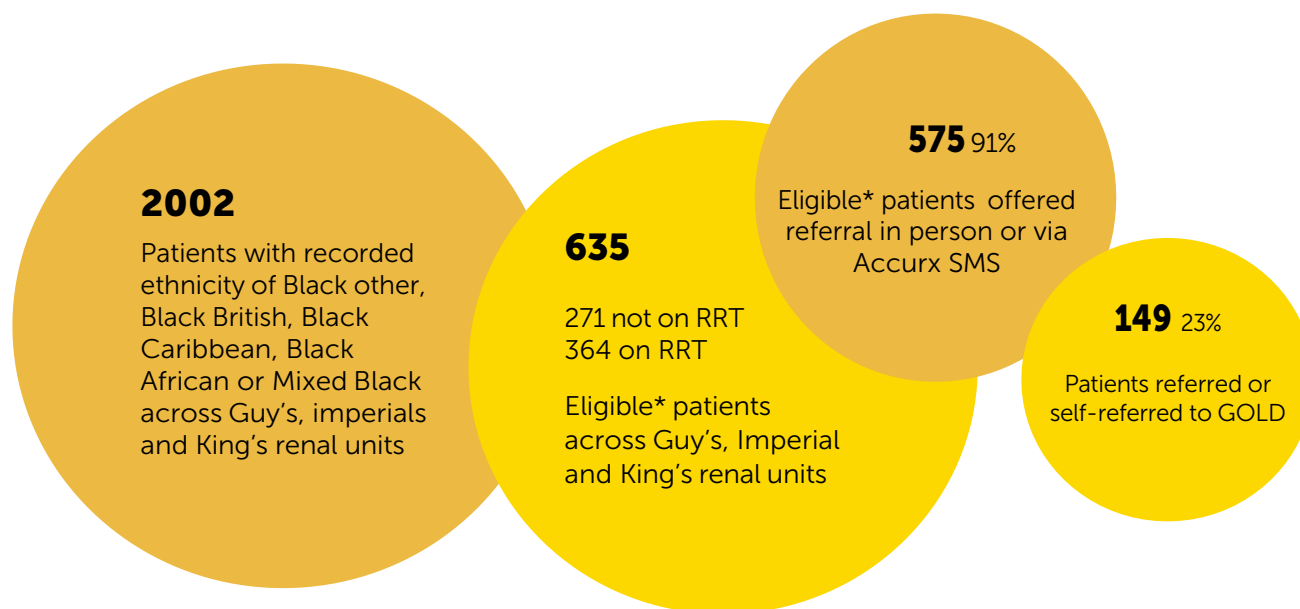 2002
Patients with recorded
ethnicity of Black other,
Black British, Black
Caribbean, Black
African or Mixed Black
across Guy’s, imperials
and King’s renal units
635
271 not on RRT
364 on RRT
Eligible* patients
across Guy’s, Imperial
and King’s renal units
575 91%
Eligible* patients offered
referral in person or via
Accurx SMS
149 23%
Patients referred or
self-referred to GOLD